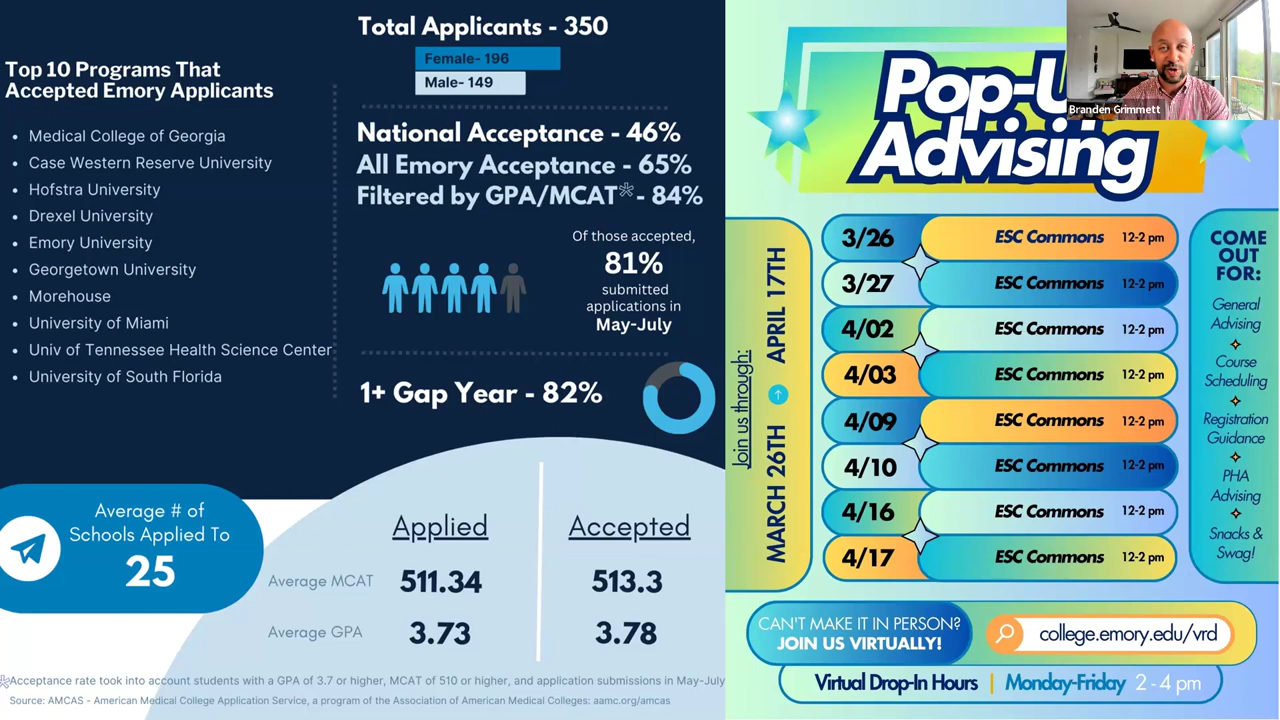 Total Applicants - 350
Female- 196
Male- 149
Top 10 Programs That
Accepted Emory Applicants
• Medical College of Georgia
• Case Western Reserve University
• Hofstra University
• Drexel University
• Emory University
• Georgetown University
• Morehouse
• University of Miami
• Univ of Tennessee Health Science Center
• University of South Florida
National Acceptance - 46%
All Emory Acceptance - 65%
Filtered by GPA/MCAT* - 84%
Of those accepted,
81%
submitted
applications in
May-July
1+ Gap Year - 82%
Average # of
Schools Applied To
25
Applied Accepted
Average MCAT 511.34 513.3
Average GPA 3.73 3.78
*Acceptance rate took into account students with a GPA of 3.7 or higher, MCAT of 510 or higher, and application submissions in May-July
Source: AMCAS - American Medical College Application Service, a program of the Association of American Medical Colleges: aamc.org/amcas
Branden Grimmett
Advising
Join us through:
MARCH 26TH APRIL 17TH
3/26 ESC Commons 12-2 pm
3/27 ESC Commons 12-2 pm
4/02 ESC Commons 12-2 pm
4/03 ESC Commons 12-2 pm
4/09 ESC Commons 12-2 pm
4/10 ESC Commons 12-2 pm
4/16 ESC Commons 12-2 pm
4/17 ESC Commons 12-2 pm
COME
OUT
FOR:
General
Advising
Course
Scheduling
Registration
Guidance
PHA
Advising
Snacks &
Swag!
CAN'T MAKE IT IN PERSON?
JOIN US VIRTUALLY!
college.emory.edu/vrd
Virtual Drop-In Hours | Monday-Friday 2 - 4 pm